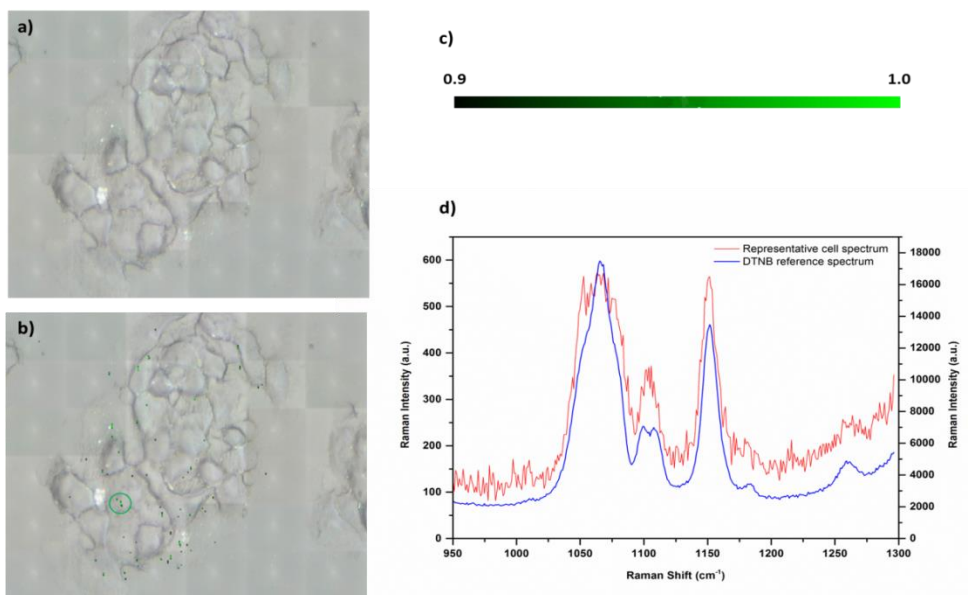 a)
c)
0.9 1.0
b)
d)
Representative cell spectrum
DTNB reference spectrum
600
500
400
300
200
100
0
Raman Intensity (a.u.)
18000
16000
14000
12000
10000
8000
6000
4000
2000
0
Raman Intensity (a.u.)
950 1000 1050 1100 1150 1200 1250 1300
Raman Shift (cm⁻¹)